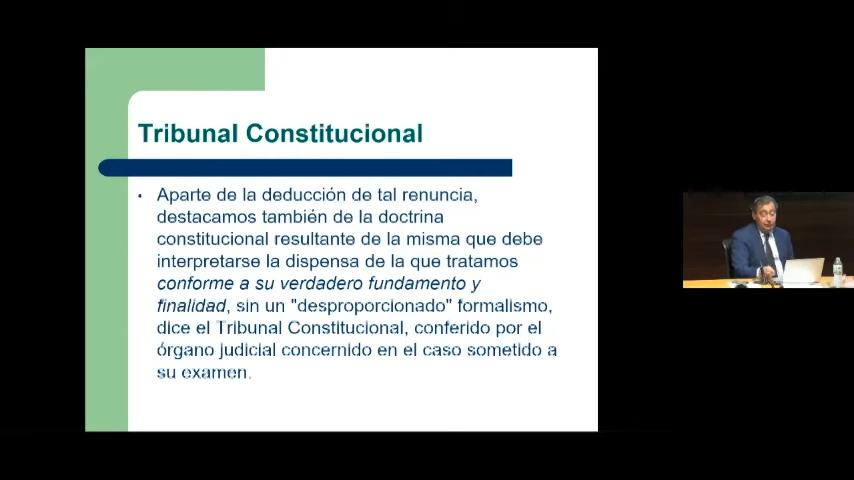 Tribunal Constitucional
• Aparte de la deducción de tal renuncia,
destacamos también de la doctrina
constitucional resultante de la misma que debe
interpretarse la dispensa de la que tratamos
conforme a su verdadero fundamento y
finalidad, sin un "desproporcionado" formalismo,
dice el Tribunal Constitucional, conferido por el
órgano judicial concernido en el caso sometido a
su examen.